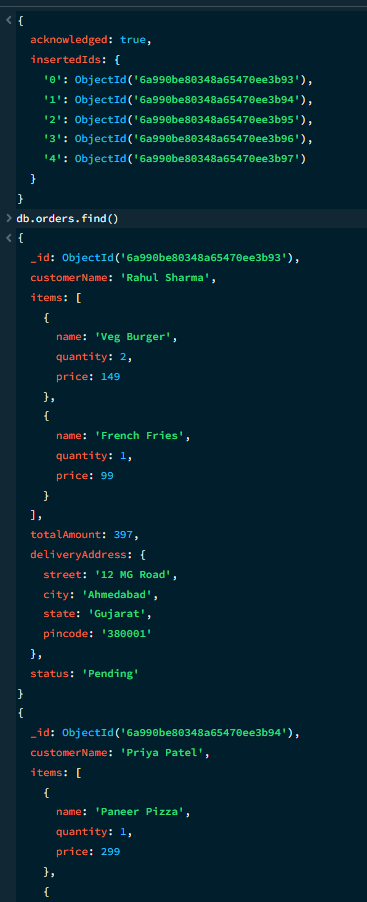 {
  acknowledged: true,
  insertedIds: {
    '0': ObjectId('6a990be80348a65470ee3b93'),
    '1': ObjectId('6a990be80348a65470ee3b94'),
    '2': ObjectId('6a990be80348a65470ee3b95'),
    '3': ObjectId('6a990be80348a65470ee3b96'),
    '4': ObjectId('6a990be80348a65470ee3b97')
  }
}
db.orders.find()
{
  _id: ObjectId('6a990be80348a65470ee3b93'),
  customerName: 'Rahul Sharma',
  items: [
    {
      name: 'Veg Burger',
      quantity: 2,
      price: 149
    },
    {
      name: 'French Fries',
      quantity: 1,
      price: 99
    }
  ],
  totalAmount: 397,
  deliveryAddress: {
    street: '12 MG Road',
    city: 'Ahmedabad',
    state: 'Gujarat',
    pincode: '380001'
  },
  status: 'Pending'
}
{
  _id: ObjectId('6a990be80348a65470ee3b94'),
  customerName: 'Priya Patel',
  items: [
    {
      name: 'Paneer Pizza',
      quantity: 1,
      price: 299
    },
    {